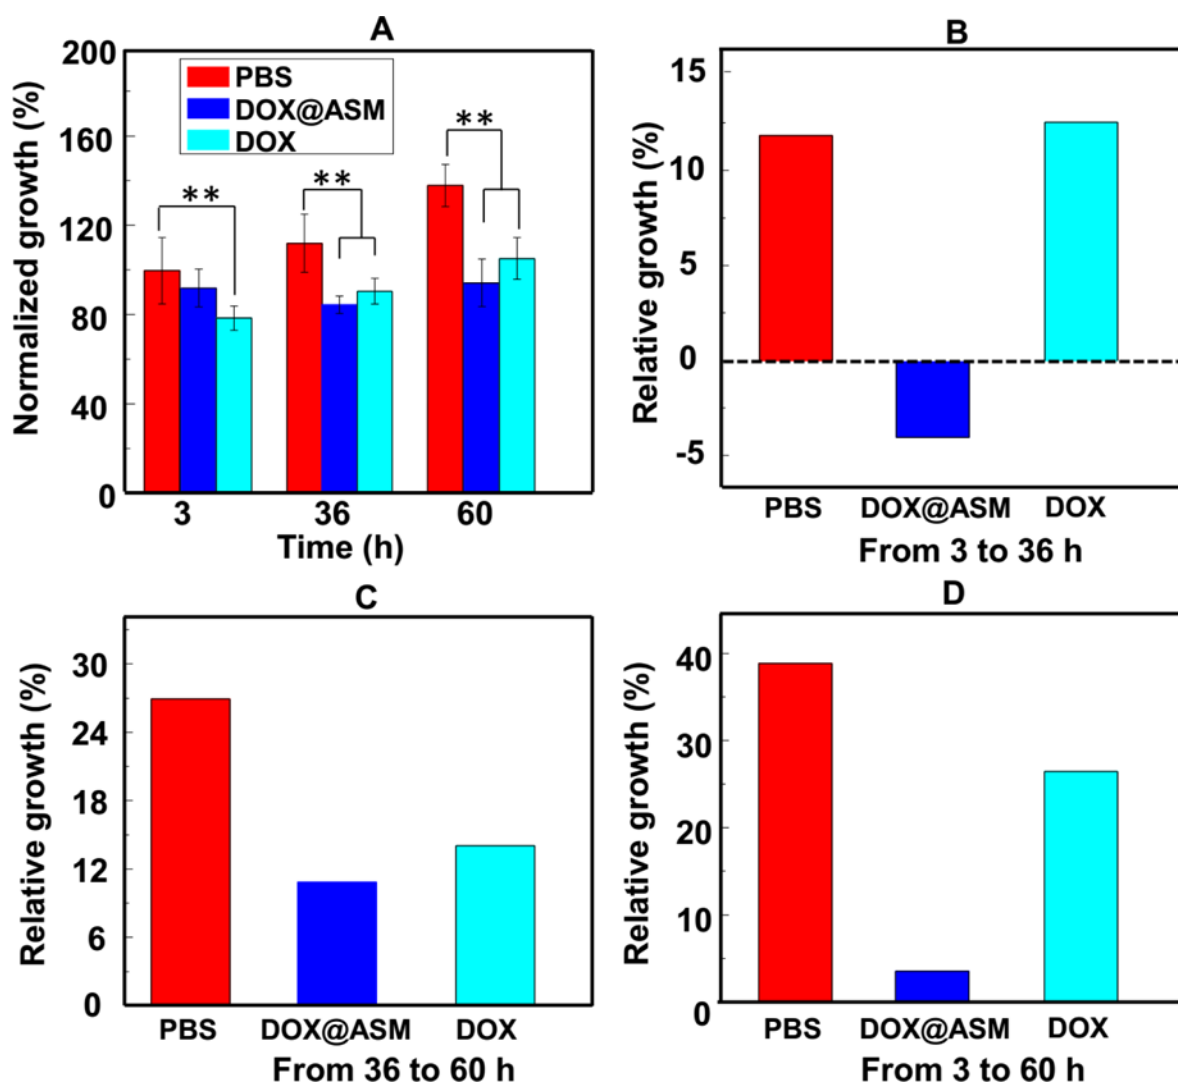 A
Normalized growth (%)
200
160
120
80
40
0
PBS
DOX@ASM
DOX
**
**
**
3 36 60
Time (h)
B
Relative growth (%)
15
10
5
0
-5
PBS DOX@ASM DOX
From 3 to 36 h
C
Relative growth (%)
30
24
18
12
6
0
PBS DOX@ASM DOX
From 36 to 60 h
D
Relative growth (%)
40
30
20
10
0
PBS DOX@ASM DOX
From 3 to 60 h